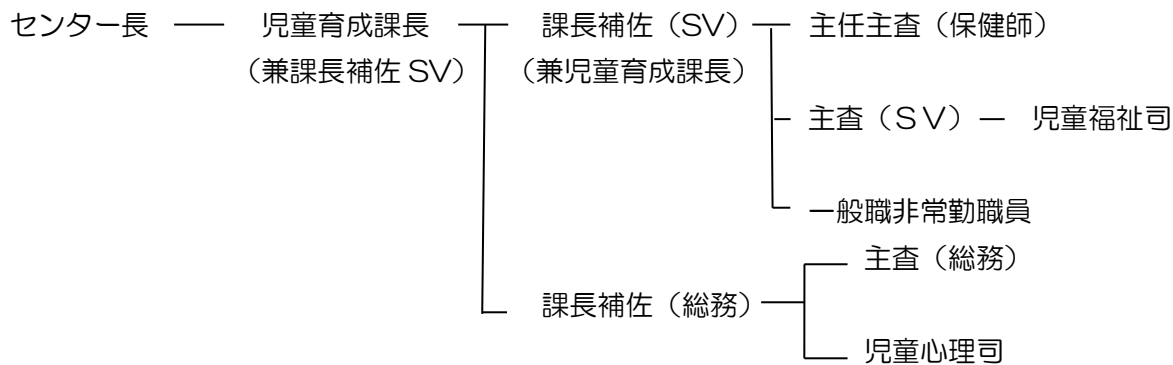 センター長 児童育成課長 課長補佐（SV） 主任主査（保健師）
（兼課長補佐 SV） （兼児童育成課長）
主査（SV） 児童福祉司
一般職非常勤職員
主査（総務）
課長補佐（総務）
児童心理司